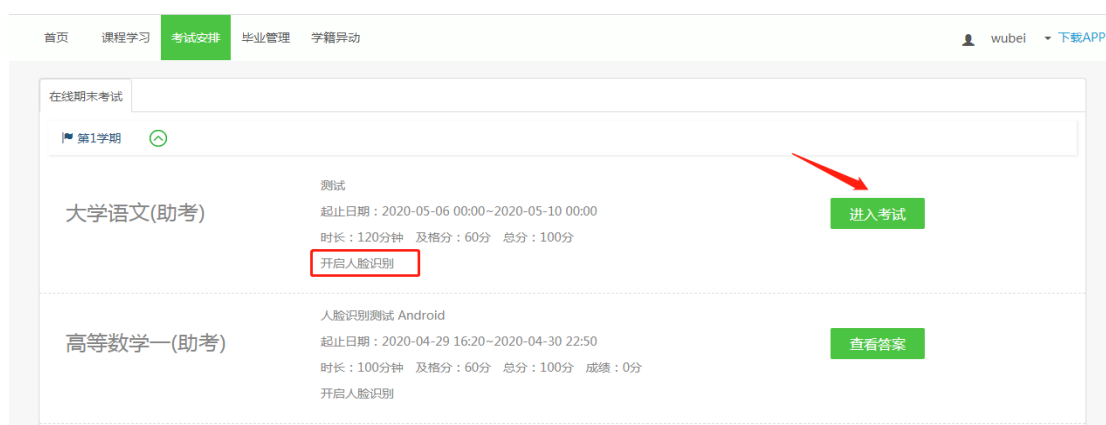 首页 课程学习 考试安排 毕业管理 学籍异动 wubei 下载APP
在线期末考试
第1学期
大学语文(助考)
测试
起止日期：2020-05-06 00:00~2020-05-10 00:00
时长：120分钟 及格分：60分 总分：100分
开启人脸识别
进入考试
高等数学一(助考)
人脸识别测试 Android
起止日期：2020-04-29 16:20~2020-04-30 22:50
时长：100分钟 及格分：60分 总分：100分 成绩：0分
开启人脸识别
查看答案